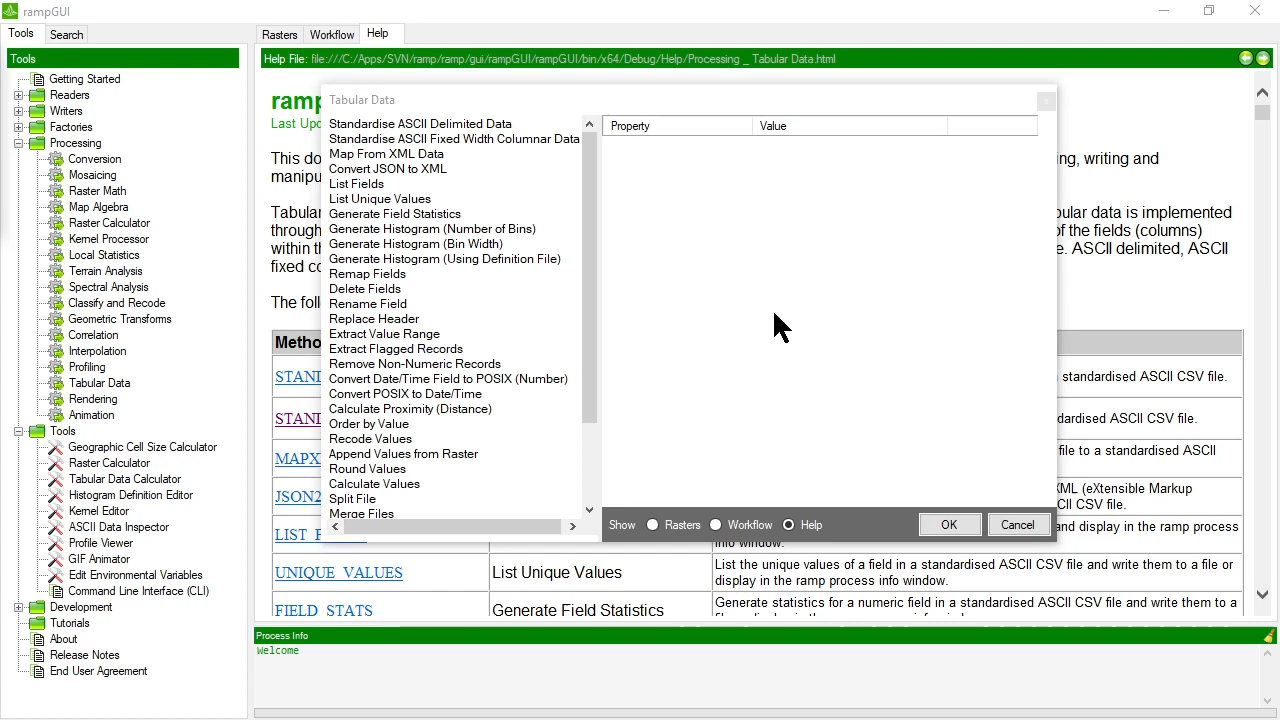 rampGUI
Tools
Search
Rasters
Workflow
Help
Tools
Getting Started
Readers
Writers
Factories
Processing
Conversion
Mosaicing
Raster Math
Map Algebra
Raster Calculator
Kernel Processor
Local Statistics
Terrain Analysis
Spectral Analysis
Classify and Recode
Geometric Transforms
Correlation
Interpolation
Profiling
Tabular Data
Rendering
Animation
Tools
Geographic Cell Size Calculator
Raster Calculator
Tabular Data Calculator
Histogram Definition Editor
Kernel Editor
ASCII Data Inspector
Profile Viewer
GIF Animator
Edit Environmental Variables
Command Line Interface (CLI)
Development
Tutorials
About
Release Notes
End User Agreement
Help File: file:///C:/Apps/SVN/ramp/ramp/gui/rampGUI/rampGUI/bin/x64/Debug/Help/Processing _ Tabular Data.html
ramp
Last Upd
This do
ng, writing and
manipu
Tabular
bular data is implemented
through
of the fields (columns)
within th
e. ASCII delimited, ASCII
fixed co
The foll
Metho
STAND
standardised ASCII CSV file.
STAND
dardised ASCII CSV file.
MAPX
file to a standardised ASCII
JSON2
XML (eXtensible Markup
CII CSV file.
LIST F
and display in the ramp process
info window.
UNIQUE_VALUES
List Unique Values
List the unique values of a field in a standardised ASCII CSV file and write them to a file or
display in the ramp process info window.
FIELD_STATS
Generate Field Statistics
Generate statistics for a numeric field in a standardised ASCII CSV file and write them to a
Tabular Data
Standardise ASCII Delimited Data
Standardise ASCII Fixed Width Columnar Data
Map From XML Data
Convert JSON to XML
List Fields
List Unique Values
Generate Field Statistics
Generate Histogram (Number of Bins)
Generate Histogram (Bin Width)
Generate Histogram (Using Definition File)
Remap Fields
Delete Fields
Rename Field
Replace Header
Extract Value Range
Extract Flagged Records
Remove Non-Numeric Records
Convert Date/Time Field to POSIX (Number)
Convert POSIX to Date/Time
Calculate Proximity (Distance)
Order by Value
Recode Values
Append Values from Raster
Round Values
Calculate Values
Split File
Merge Files
Property
Value
Show
Rasters
Workflow
Help
OK
Cancel
Process Info
Welcome